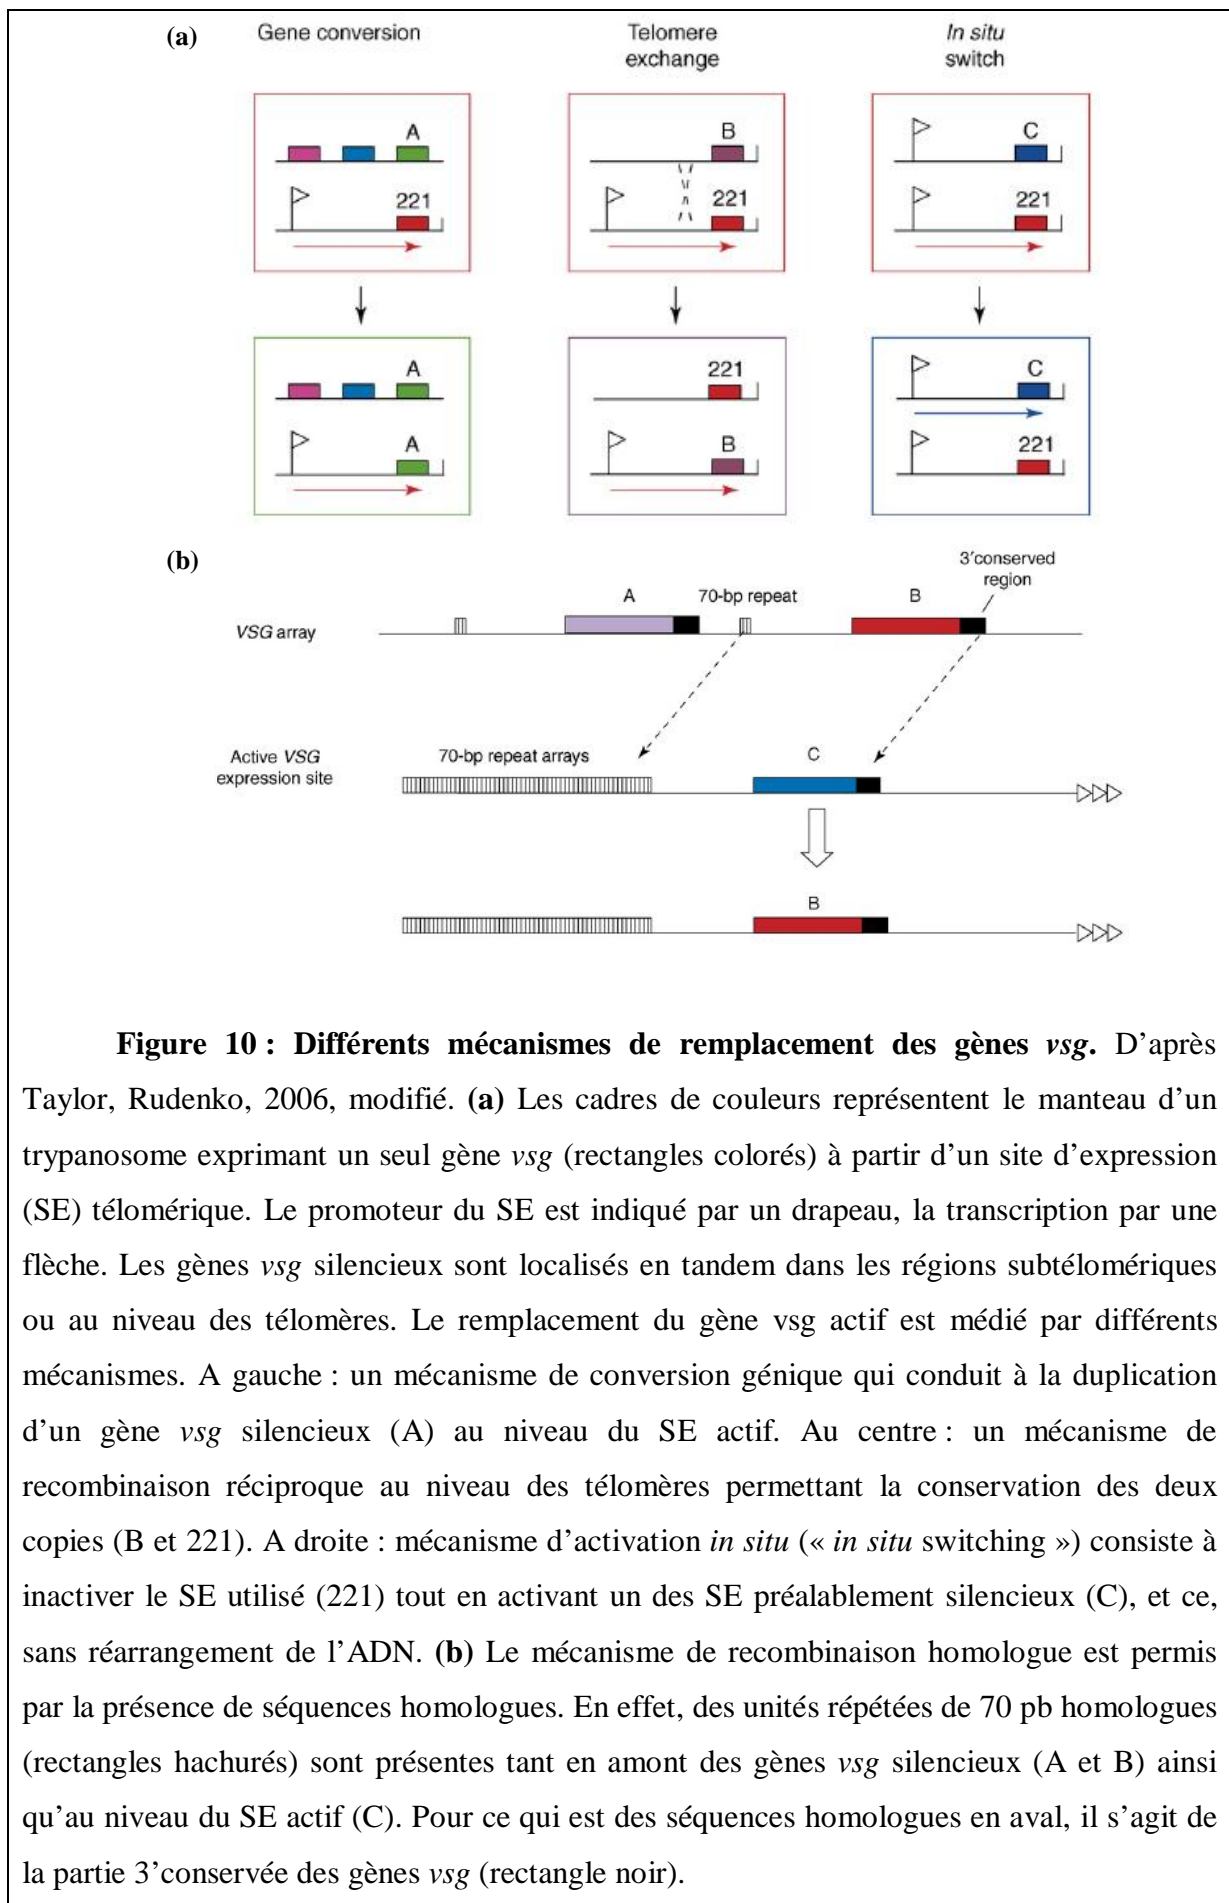 (a)
Gene conversion
Telomere
exchange
In situ
switch
A
221
B
221
C
221
A
A
221
B
C
221
(b)
3'conserved
region
A
70-bp repeat
B
VSG array
Active VSG
expression site
70-bp repeat arrays
C
B
Figure 10 : Différents mécanismes de remplacement des gènes vsg. D’après
Taylor, Rudenko, 2006, modifié. (a) Les cadres de couleurs représentent le manteau d’un
trypanosome exprimant un seul gène vsg (rectangles colorés) à partir d’un site d’expression
(SE) télomérique. Le promoteur du SE est indiqué par un drapeau, la transcription par une
flèche. Les gènes vsg silencieux sont localisés en tandem dans les régions subtélomériques
ou au niveau des télomères. Le remplacement du gène vsg actif est médié par différents
mécanismes. A gauche : un mécanisme de conversion génique qui conduit à la duplication
d’un gène vsg silencieux (A) au niveau du SE actif. Au centre : un mécanisme de
recombinaison réciproque au niveau des télomères permettant la conservation des deux
copies (B et 221). A droite : mécanisme d’activation in situ (« in situ switching ») consiste à
inactiver le SE utilisé (221) tout en activant un des SE préalablement silencieux (C), et ce,
sans réarrangement de l’ADN. (b) Le mécanisme de recombinaison homologue est permis
par la présence de séquences homologues. En effet, des unités répétées de 70 pb homologues
(rectangles hachurés) sont présentes tant en amont des gènes vsg silencieux (A et B) ainsi
qu’au niveau du SE actif (C). Pour ce qui est des séquences homologues en aval, il s’agit de
la partie 3’conservée des gènes vsg (rectangle noir).